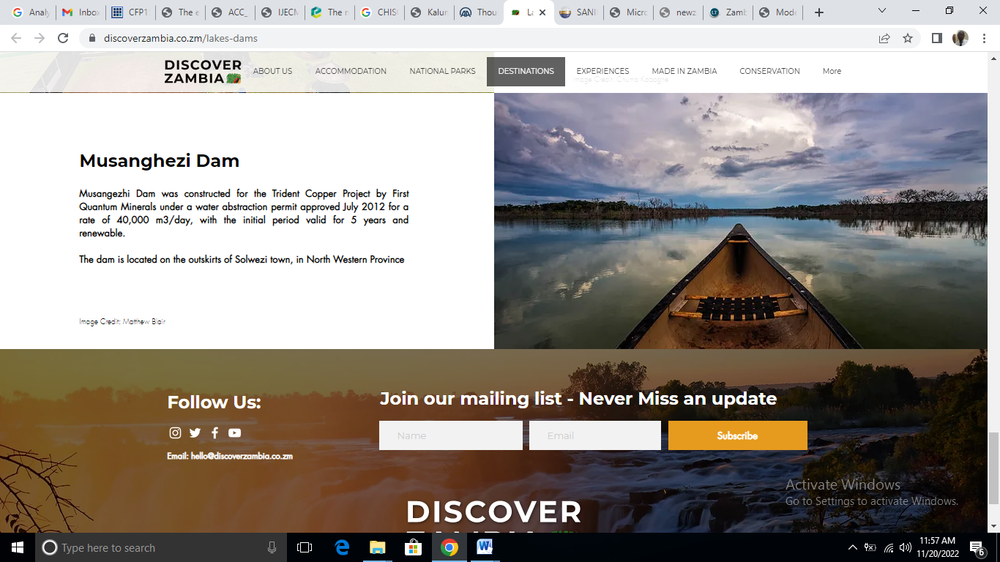 Analy
Inbox
CFP1
The e
ACC_
IJECM
The r
CHIS
Kalun
Thou
La
SANI
Micro
newz
Zamb
Mode
discoverzambia.co.zm/lakes-dams
DISCOVER
ZAMBIA
ABOUT US
ACCOMMODATION
NATIONAL PARKS
DESTINATIONS
EXPERIENCES
MADE IN ZAMBIA
CONSERVATION
More
Image Credit: Chuma Kabaghe
Musanghezi Dam
Musangezhi Dam was constructed for the Trident Copper Project by First
Quantum Minerals under a water abstraction permit approved July 2012 for a
rate of 40,000 m3/day, with the initial period valid for 5 years and
renewable.
The dam is located on the outskirts of Solwezi town, in North Western Province
Image Credit: Matthew Blair
Follow Us:
Email: hello@discoverzambia.co.zm
Join our mailing list - Never Miss an update
Name
Email
Subscribe
DISCOVER
ZAMBIA
Activate Windows
Go to Settings to activate Windows.
Type here to search
11:57 AM
11/20/2022
6